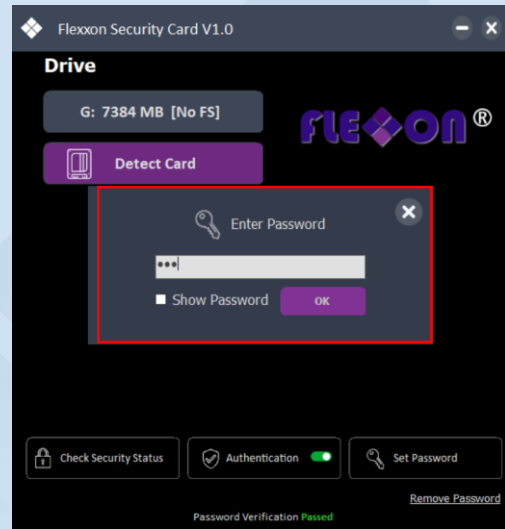 Flexxon Security Card V1.0
Drive
G: 7384 MB [No FS]
FLEXXON®
Detect Card
Enter Password
•••
Show Password
OK
Check Security Status
Authentication
Set Password
Remove Password
Password Verification Passed